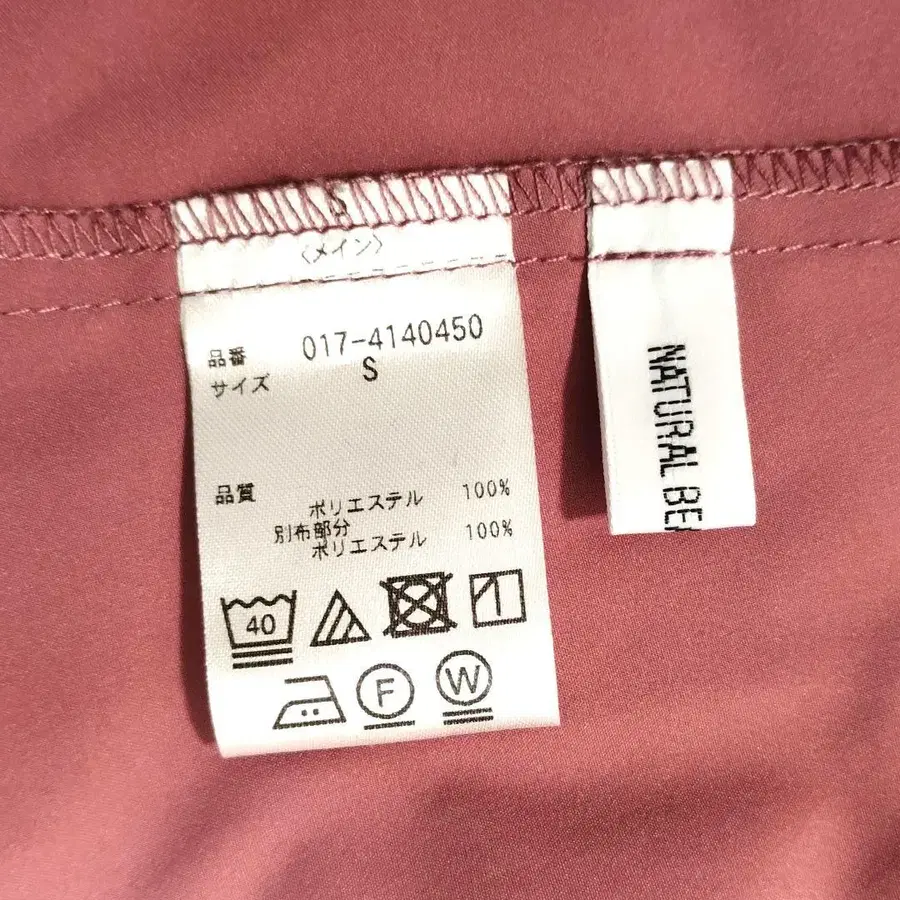 S
〈メイン〉
品番 017-4140450
サイズ S
品質
ポリエステル 100%
別布部分
ポリエステル 100%
40
F
W
NATURAL BE